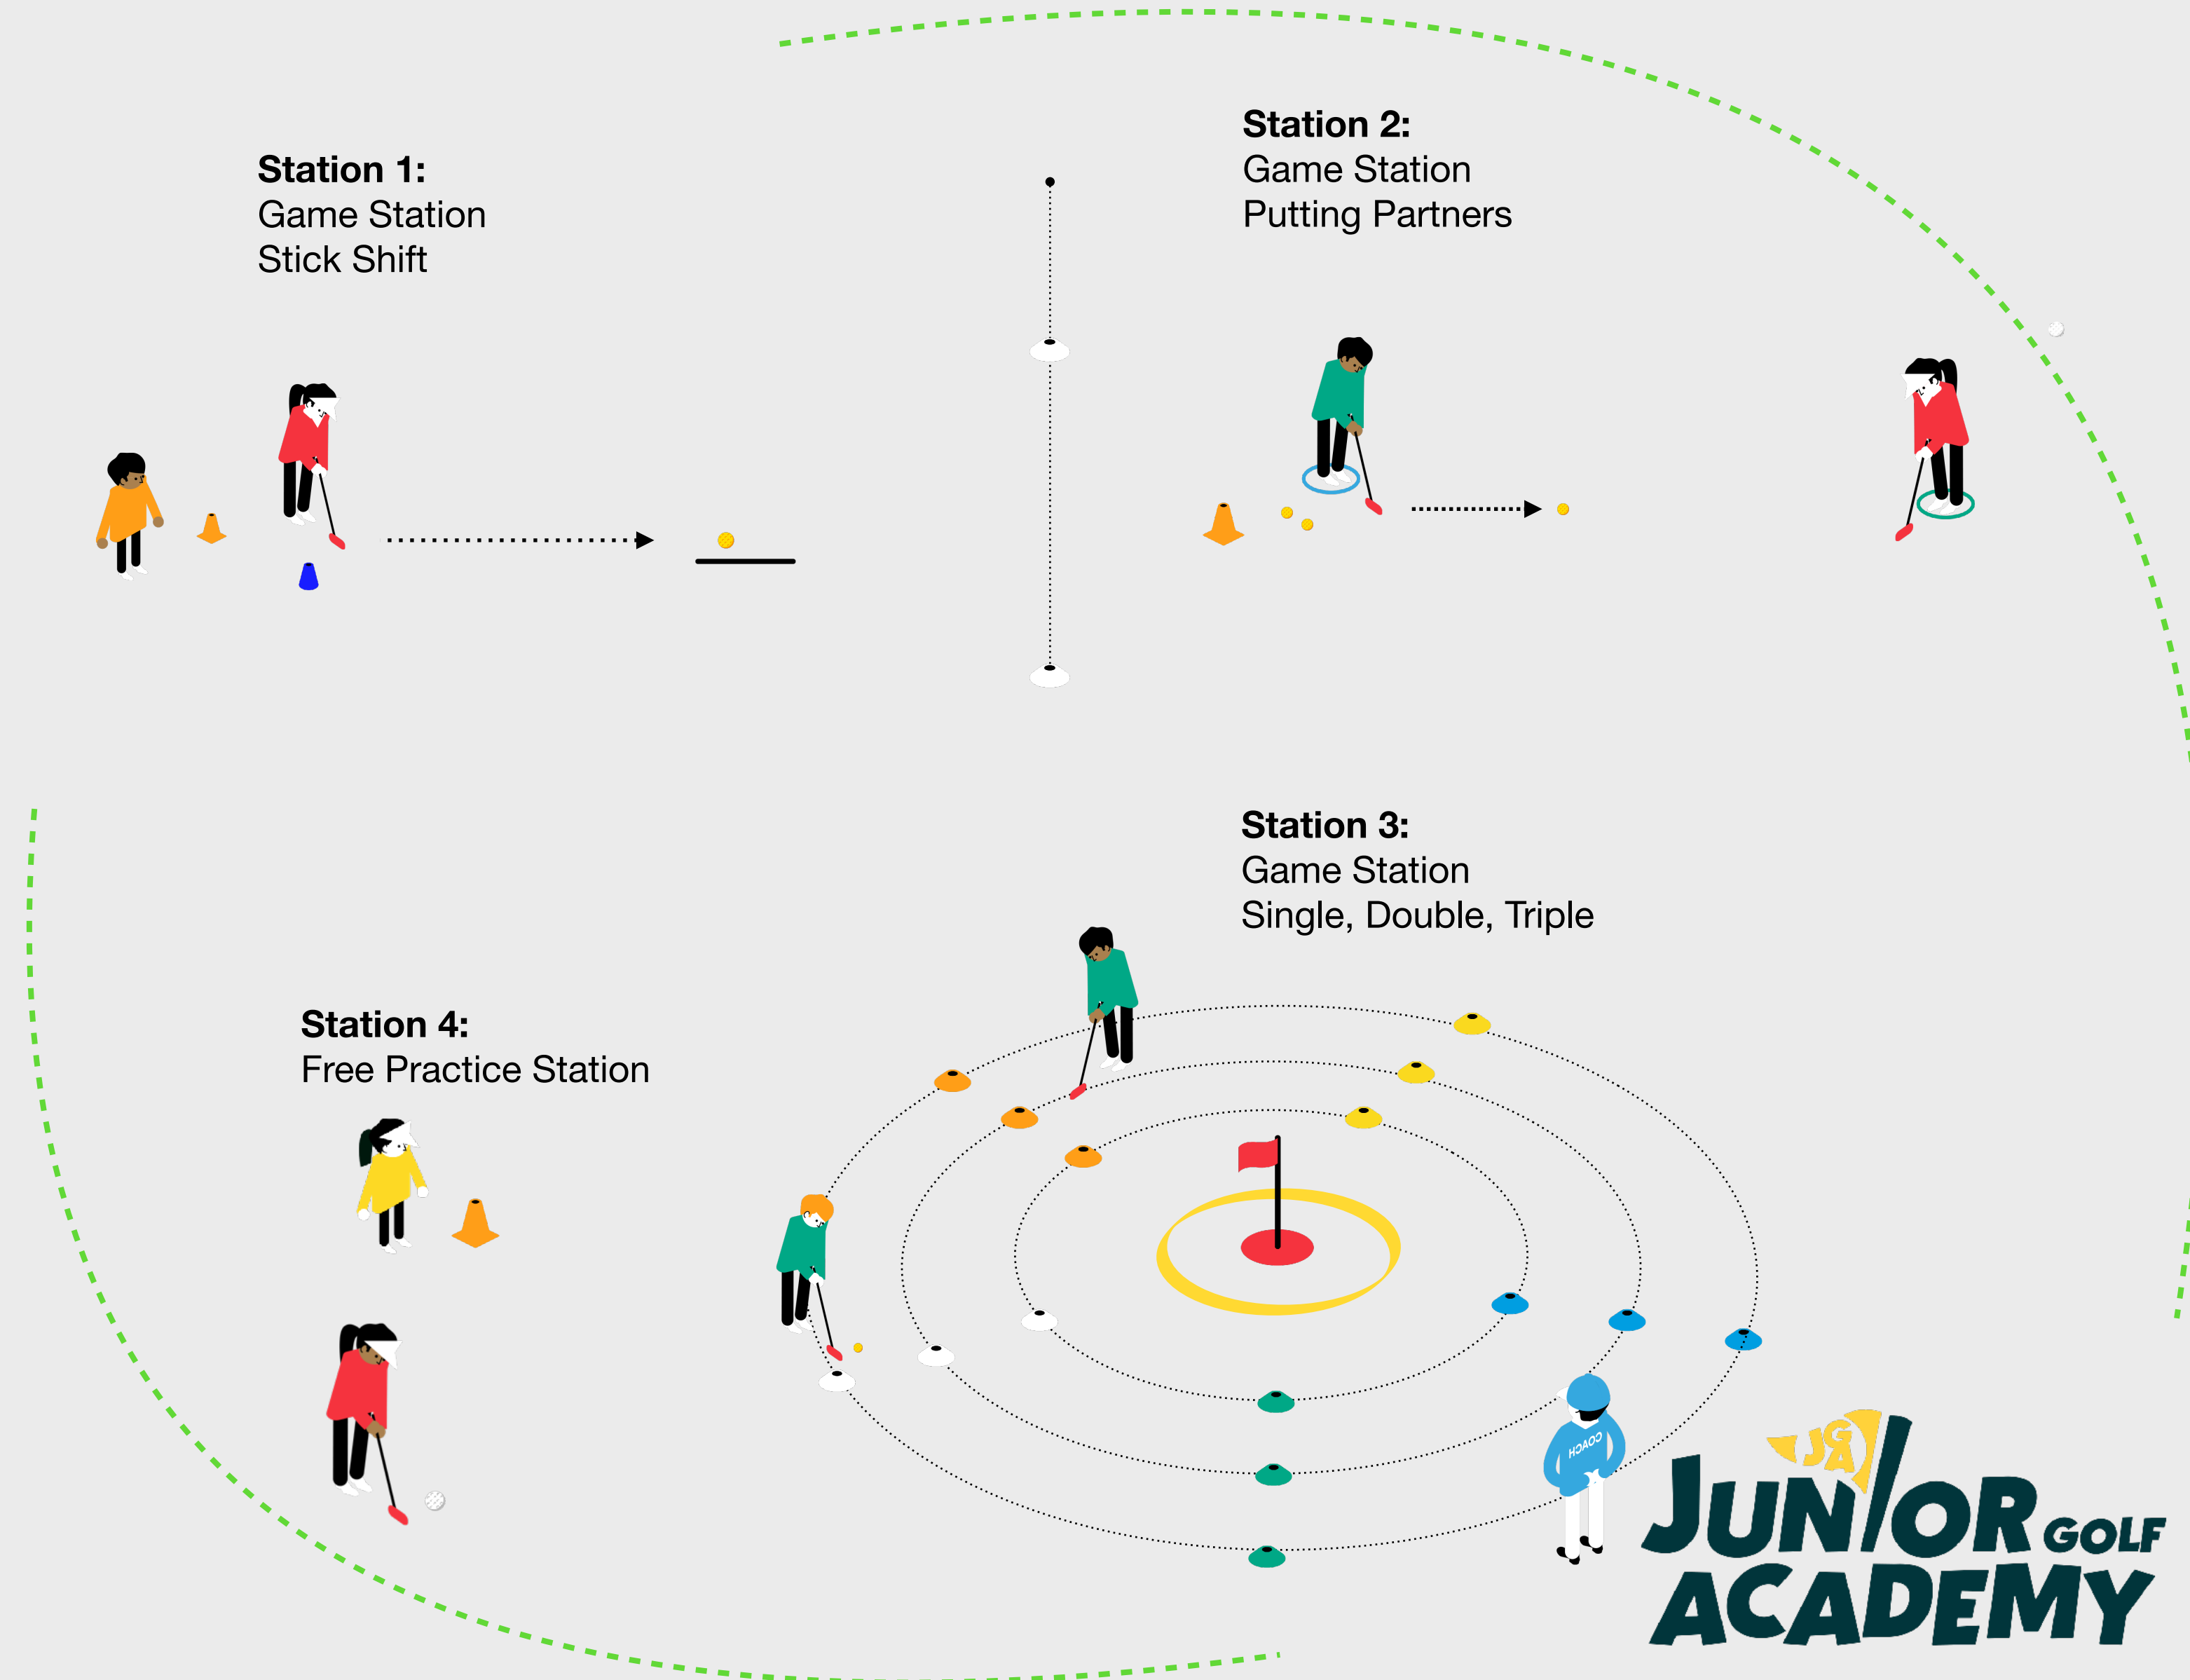 Station 1:
Game Station
Stick Shift
Station 2:
Game Station
Putting Partners
Station 3:
Game Station
Single, Double, Triple
Station 4:
Free Practice Station
COACH
JGA
JUNIOR GOLF
ACADEMY